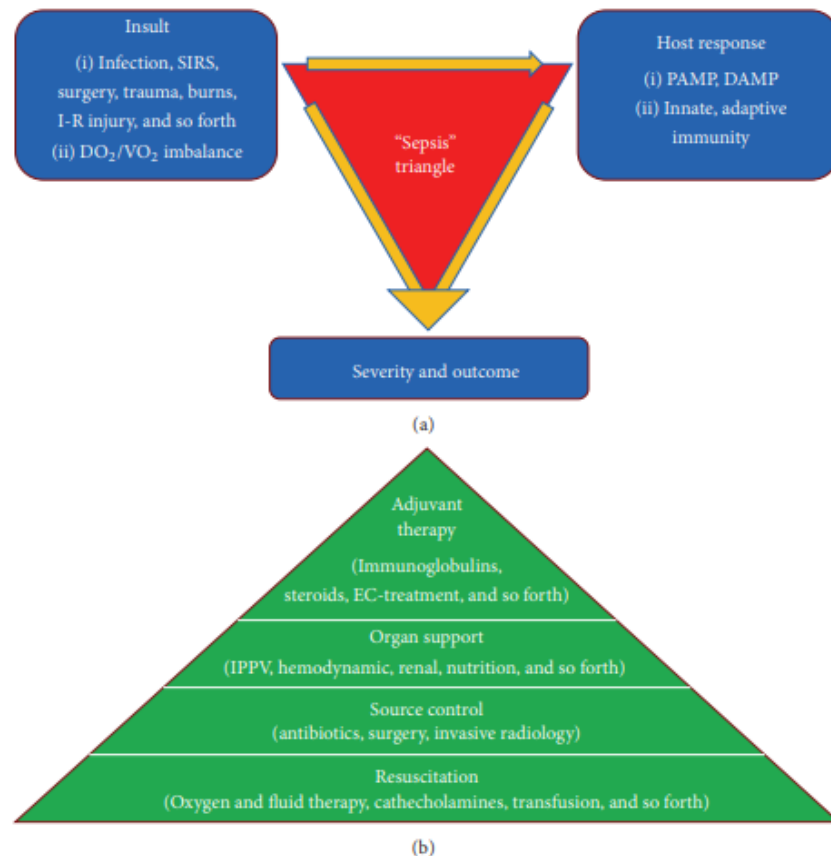 Insult
(i) Infection, SIRS,
surgery, trauma, burns,
I-R injury, and so forth
(ii) DO₂/VO₂ imbalance
Host response
(i) PAMP, DAMP
(ii) Innate, adaptive
immunity
“Sepsis”
triangle
Severity and outcome
(a)
Adjuvant
therapy
(Immunoglobulins,
steroids, EC-treatment, and so forth)
Organ support
(IPPV, hemodynamic, renal, nutrition, and so forth)
Source control
(antibiotics, surgery, invasive radiology)
Resuscitation
(Oxygen and fluid therapy, cathecholamines, transfusion, and so forth)
(b)